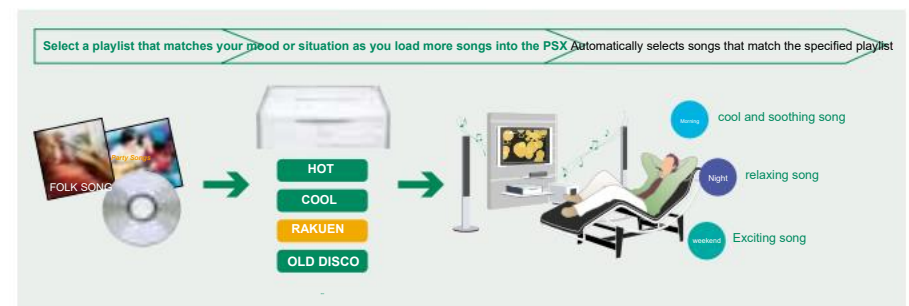 Select a playlist that matches your mood or situation as you load more songs into the PSX Automatically selects songs that match the specified playlist
Party Songs
FOLK SONG
HOT
COOL
RAKUEN
OLD DISCO
Morning
cool and soothing song
Night
relaxing song
weekend
Exciting song